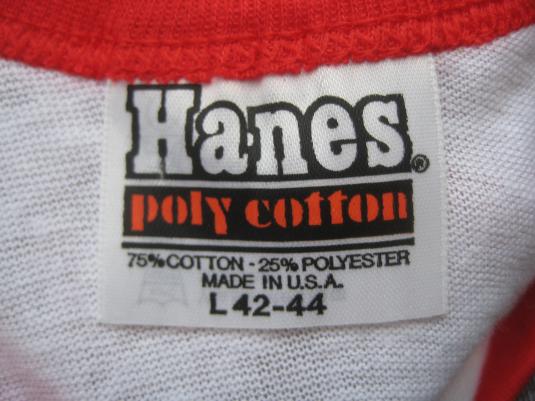 Hanes®
poly cotton
75% COTTON - 25% POLYESTER
MADE IN U.S.A.
L 42-44